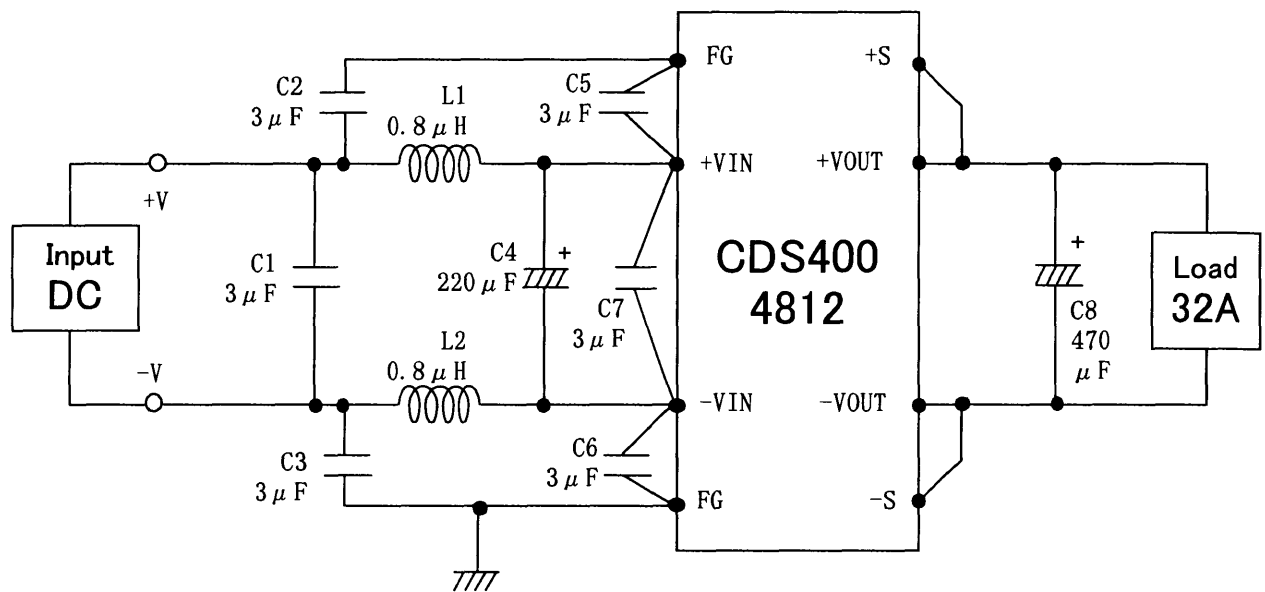 FG
+S
C2
3μF
L1
0.8μH
C5
3μF
+V
+VIN
+VOUT
Input
DC
C1
3μF
C4
+
220μF
C7
3μF
CDS400
4812
+
C8
470
μF
Load
32A
-V
L2
0.8μH
-VIN
-VOUT
C3
3μF
C6
3μF
FG
-S